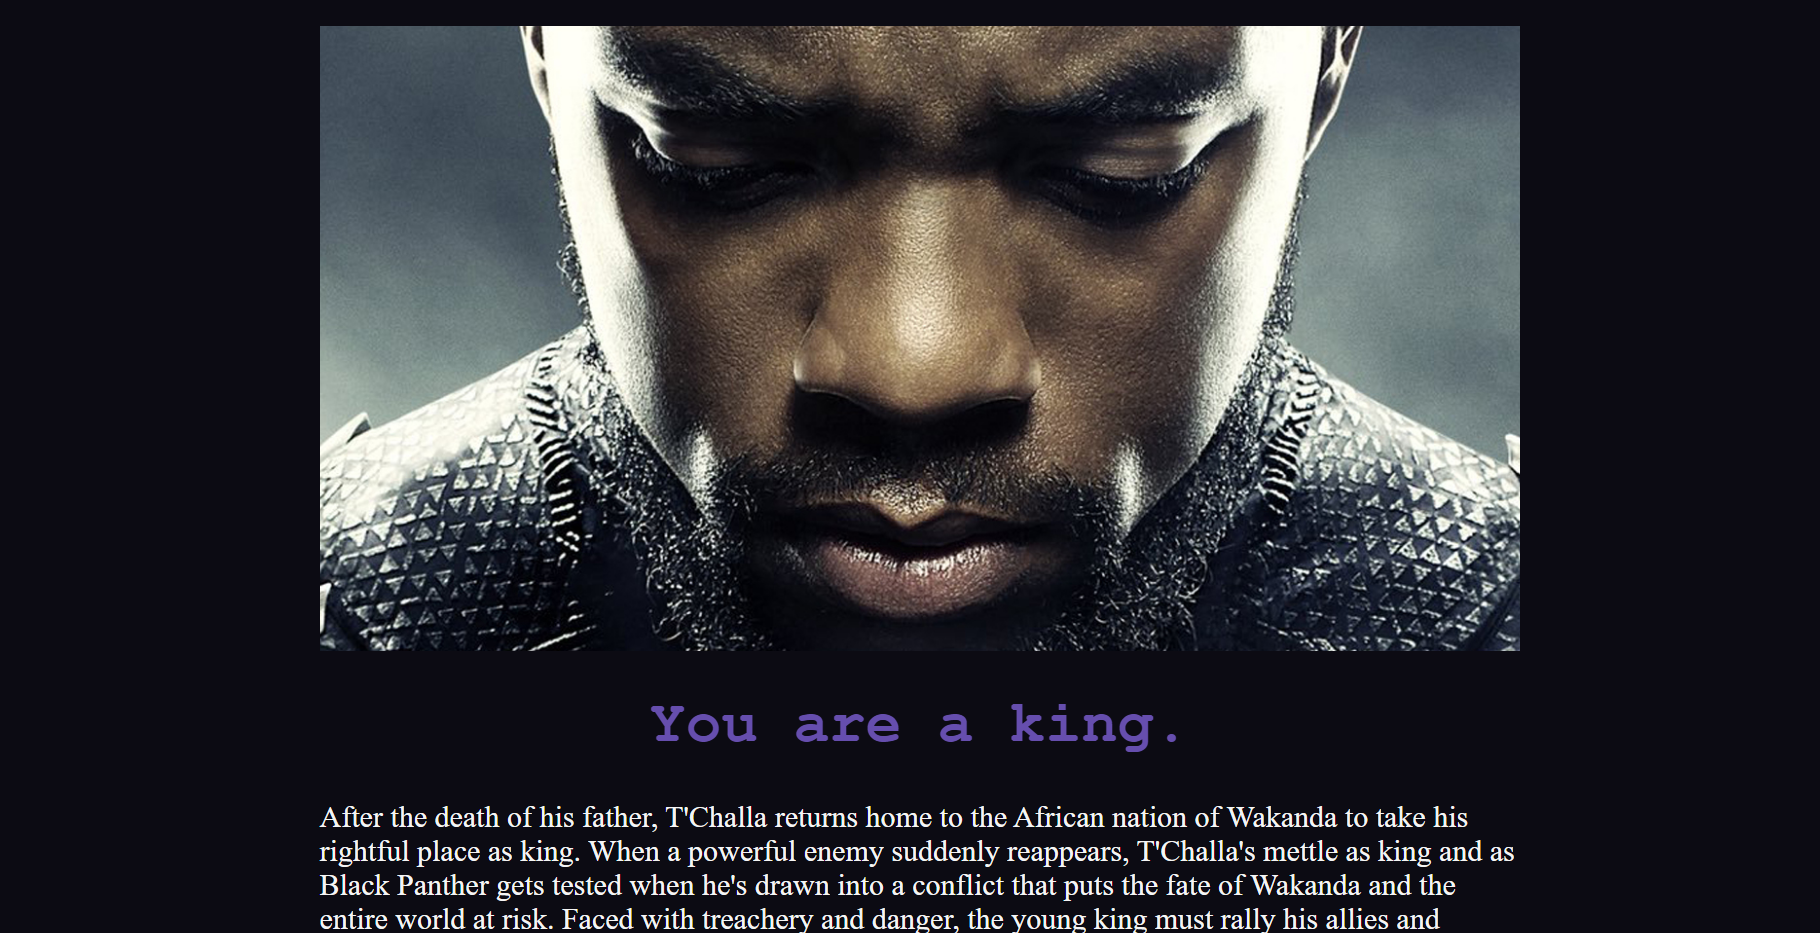 You are a king.
After the death of his father, T'Challa returns home to the African nation of Wakanda to take his
rightful place as king. When a powerful enemy suddenly reappears, T'Challa's mettle as king and as
Black Panther gets tested when he's drawn into a conflict that puts the fate of Wakanda and the
entire world at risk. Faced with treachery and danger, the young king must rally his allies and